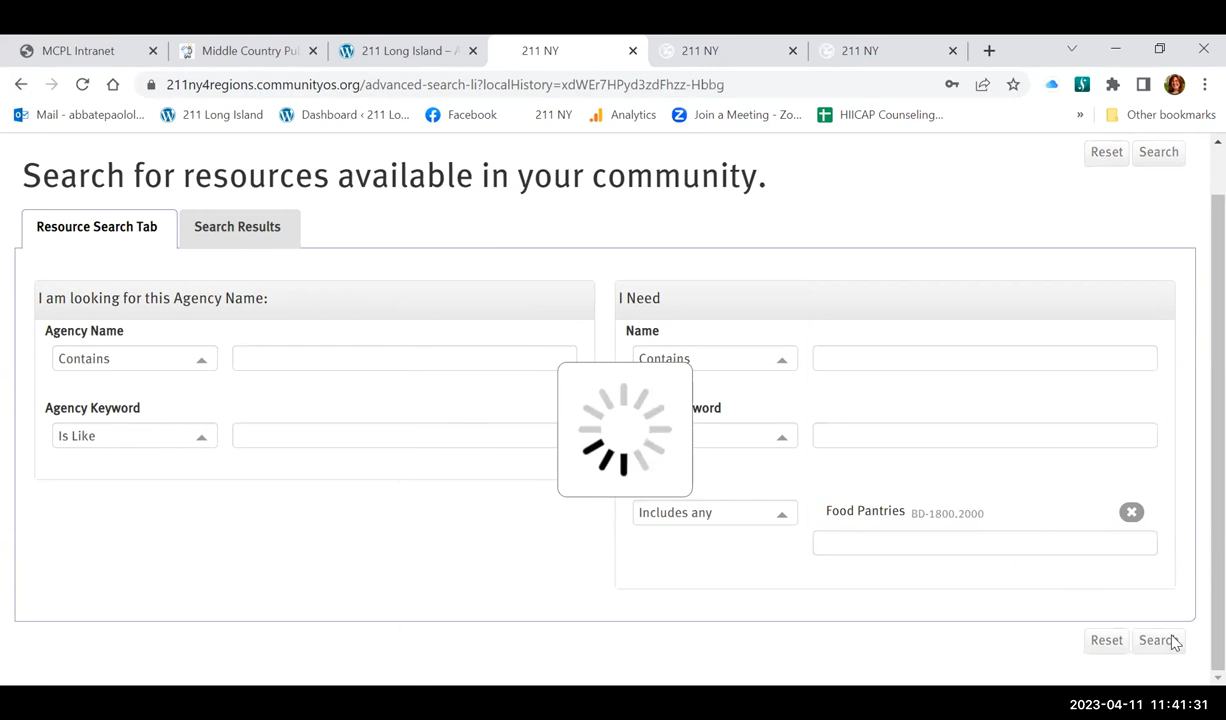 MCPL Intranet
Middle Country Pu
211 Long Island – A
211 NY
211 NY
211 NY
211ny4regions.communityos.org/advanced-search-li?localHistory=xdWEr7HPyd3zdFhzz-Hbbg
Mail - abbatepaolol...
211 Long Island
Dashboard ‹ 211 Lo...
Facebook
211 NY
Analytics
Join a Meeting - Zo...
HIICAP Counseling...
»
Other bookmarks
Reset
Search
Search for resources available in your community.
Resource Search Tab
Search Results
I am looking for this Agency Name:
Agency Name
Contains
Agency Keyword
Is Like
I Need
Name
Contains
word
Includes any
Food Pantries BD-1800.2000
Reset
Search
2023-04-11 11:41:31